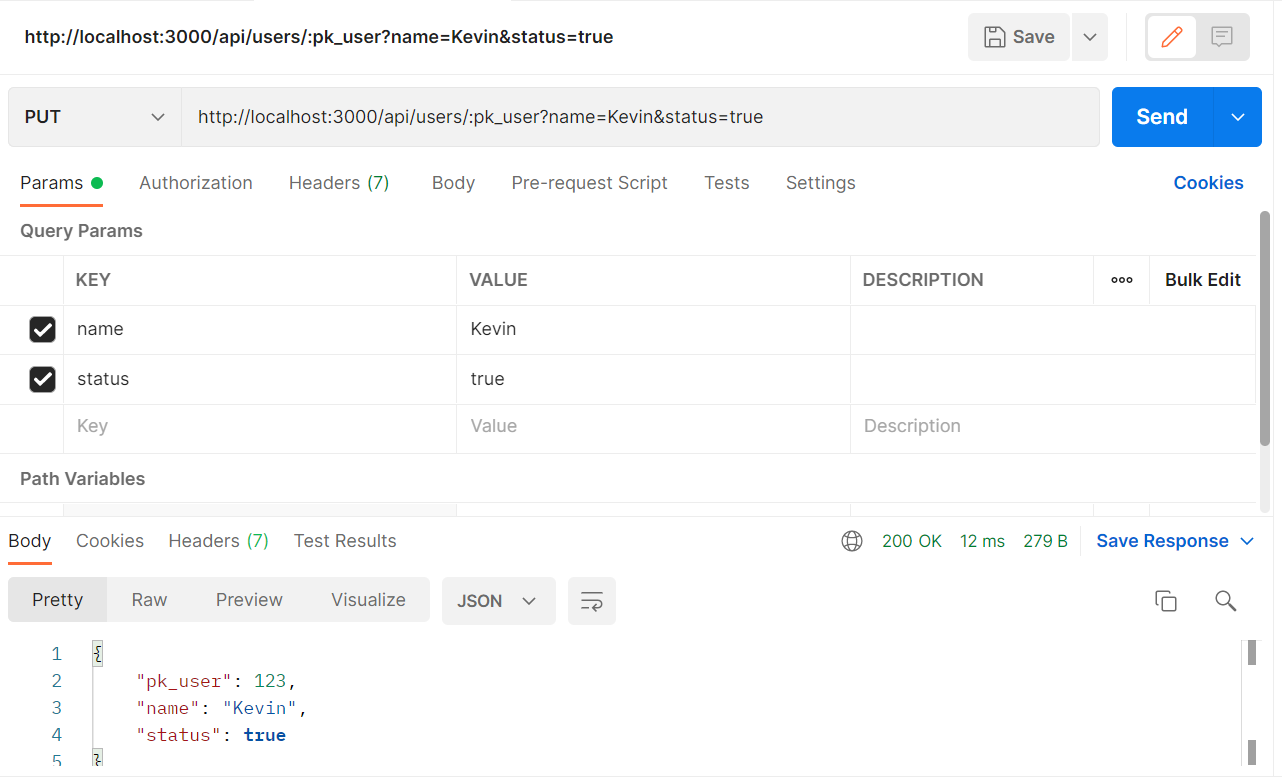 http://localhost:3000/api/users/:pk_user?name=Kevin&status=true Save
PUT http://localhost:3000/api/users/:pk_user?name=Kevin&status=true Send
Params Authorization Headers (7) Body Pre-request Script Tests Settings Cookies
Query Params
KEY VALUE DESCRIPTION ooo Bulk Edit
name Kevin
status true
Key Value Description
Path Variables
Body Cookies Headers (7) Test Results 200 OK 12 ms 279 B Save Response
Pretty Raw Preview Visualize JSON
1 {
2 "pk_user": 123,
3 "name": "Kevin",
4 "status": true
5 }